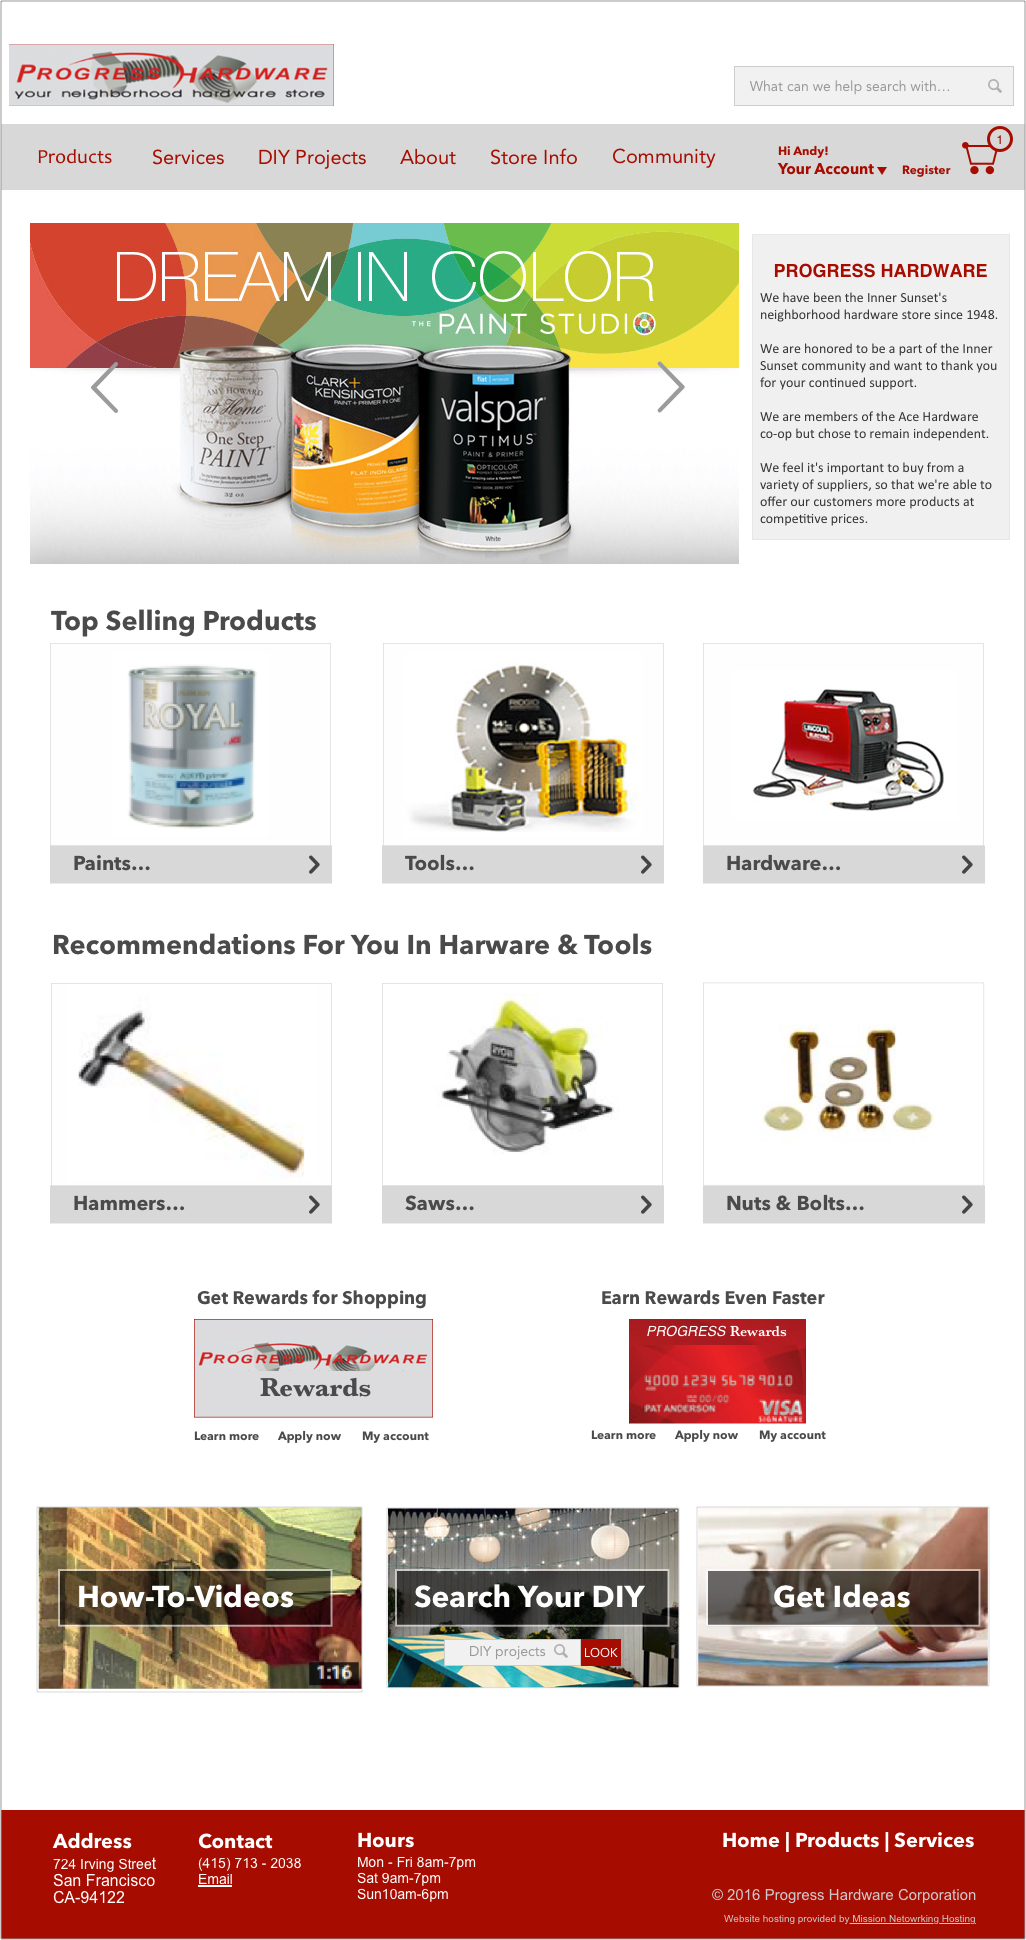 PROGRESS HARDWARE
your neighborhood hardware store
What can we help search with...
Products Services DIY Projects About Store Info Community
Hi Andy!
Your Account Register
1
DREAM IN COLOR
THE PAINT STUDIO
AMY HOWARD
at Home
One Step
PAINT
32 oz
CLARK+
KENSINGTON
PAINT + PRIMER IN ONE
flat
valspar
OPTIMUS
PAINT & PRIMER
OPTICOLOR
White
PROGRESS HARDWARE
We have been the Inner Sunset's
neighborhood hardware store since 1948.
We are honored to be a part of the Inner
Sunset community and want to thank you
for your continued support.
We are members of the Ace Hardware
co-op but chose to remain independent.
We feel it's important to buy from a
variety of suppliers, so that we're able to
offer our customers more products at
competitive prices.
Top Selling Products
ROYAL
RIDGID
14"
LINCOLN
ELECTRIC
Paints... Tools... Hardware...
Recommendations For You In Harware & Tools
RYOBI
Hammers... Saws... Nuts & Bolts...
Get Rewards for Shopping
PROGRESS HARDWARE
Rewards
Learn more Apply now My account
Earn Rewards Even Faster
PROGRESS Rewards
4000 1234 5678 9010
00/00
PAT ANDERSON
VISA
SIGNATURE
Learn more Apply now My account
How-To-Videos
Welcome
1:16
Search Your DIY
DIY projects LOOK
Get Ideas
Address
724 Irving Street
San Francisco
CA-94122
Contact
(415) 713 - 2038
Email
Hours
Mon - Fri 8am-7pm
Sat 9am-7pm
Sun10am-6pm
Home | Products | Services
© 2016 Progress Hardware Corporation
Website hosting provided by Mission Netowrking Hosting